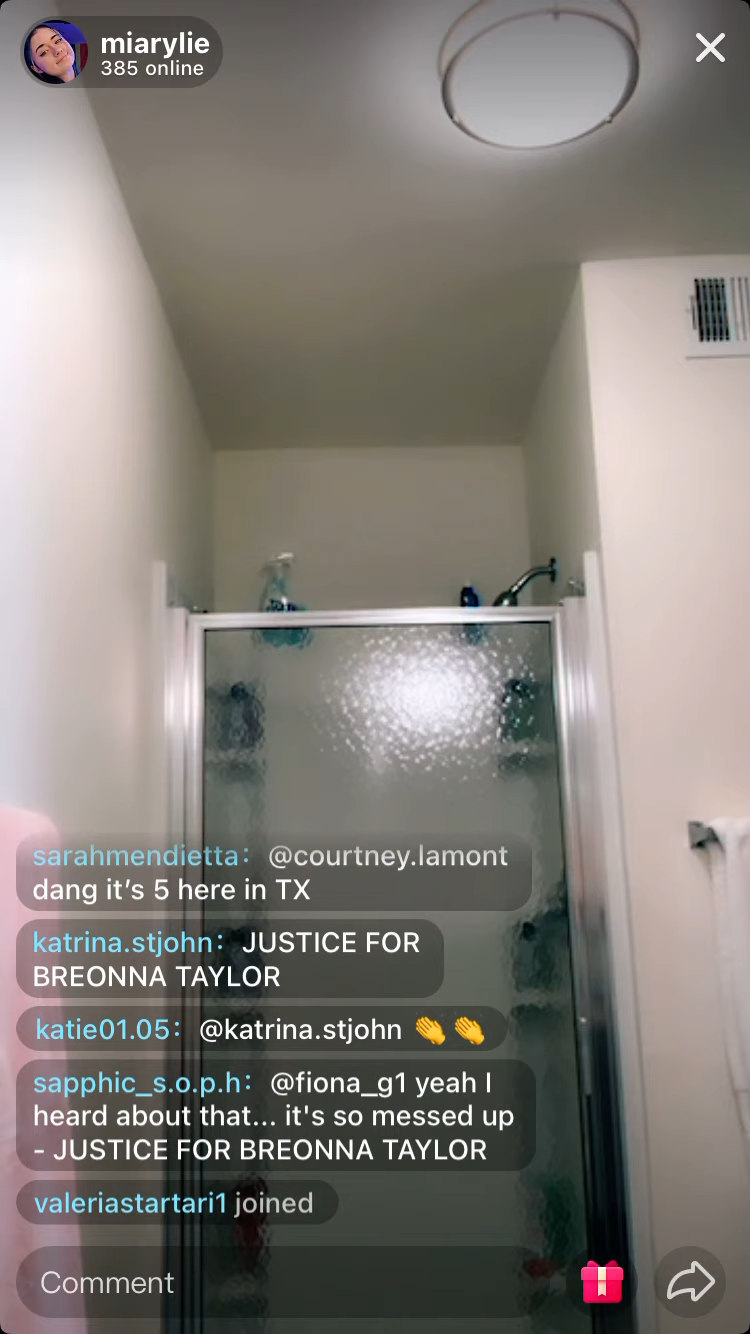 miarylie
385 online
sarahmendietta: @courtney.lamont
dang it’s 5 here in TX
katrina.stjohn: JUSTICE FOR
BREONNA TAYLOR
katie01.05: @katrina.stjohn 👏 👏
sapphic_s.o.p.h: @fiona_g1 yeah I
heard about that... it's so messed up
- JUSTICE FOR BREONNA TAYLOR
valeriastartari1 joined
Comment